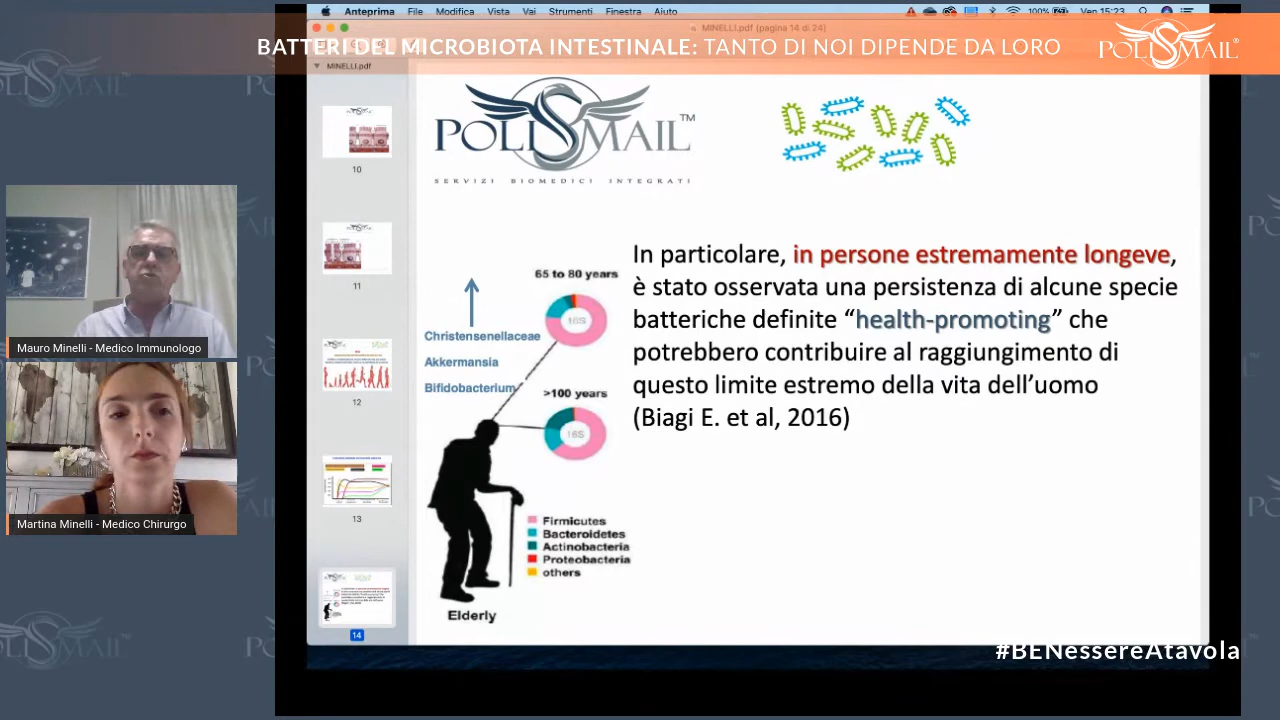 Anteprima File Modifica Vista Vai Strumenti Finestra Aiuto 100% Ven 15:23
MINELLI.pdf (pagina 14 di 24)
BATTERI DEL MICROBIOTA INTESTINALE: TANTO DI NOI DIPENDE DA LORO
POLISMAIL®
MINELLI.pdf
10
11
12
13
14
POLISMAIL™
SERVIZI BIOMEDICI INTEGRATI
In particolare, in persone estremamente longeve,
è stato osservata una persistenza di alcune specie
batteriche definite “health-promoting” che
potrebbero contribuire al raggiungimento di
questo limite estremo della vita dell’uomo
(Biagi E. et al, 2016)
65 to 80 years
16S
Christensenellaceae
Akkermansia
Bifidobacterium
>100 years
16S
Firmicutes
Bacteroidetes
Actinobacteria
Proteobacteria
others
Elderly
Mauro Minelli - Medico Immunologo
Martina Minelli - Medico Chirurgo
#BENessereAtavola